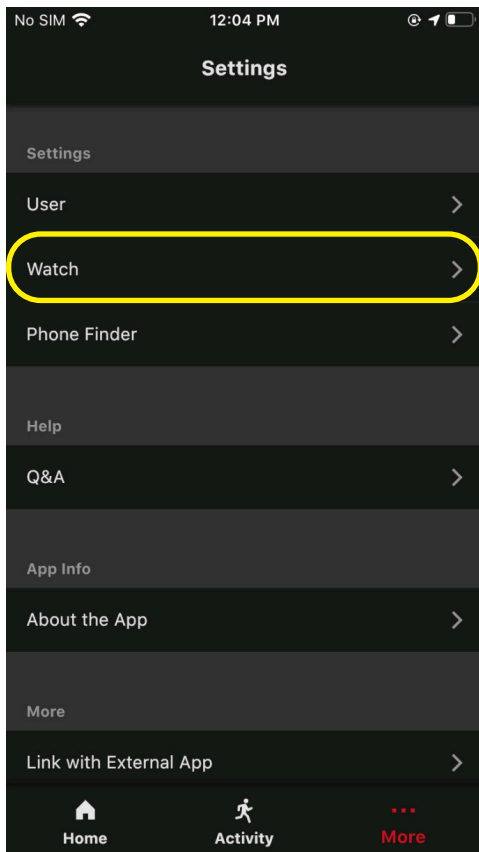 No SIM 12:04 PM
Settings
Settings
User
Watch
Phone Finder
Help
Q&A
App Info
About the App
More
Link with External App
Home Activity More